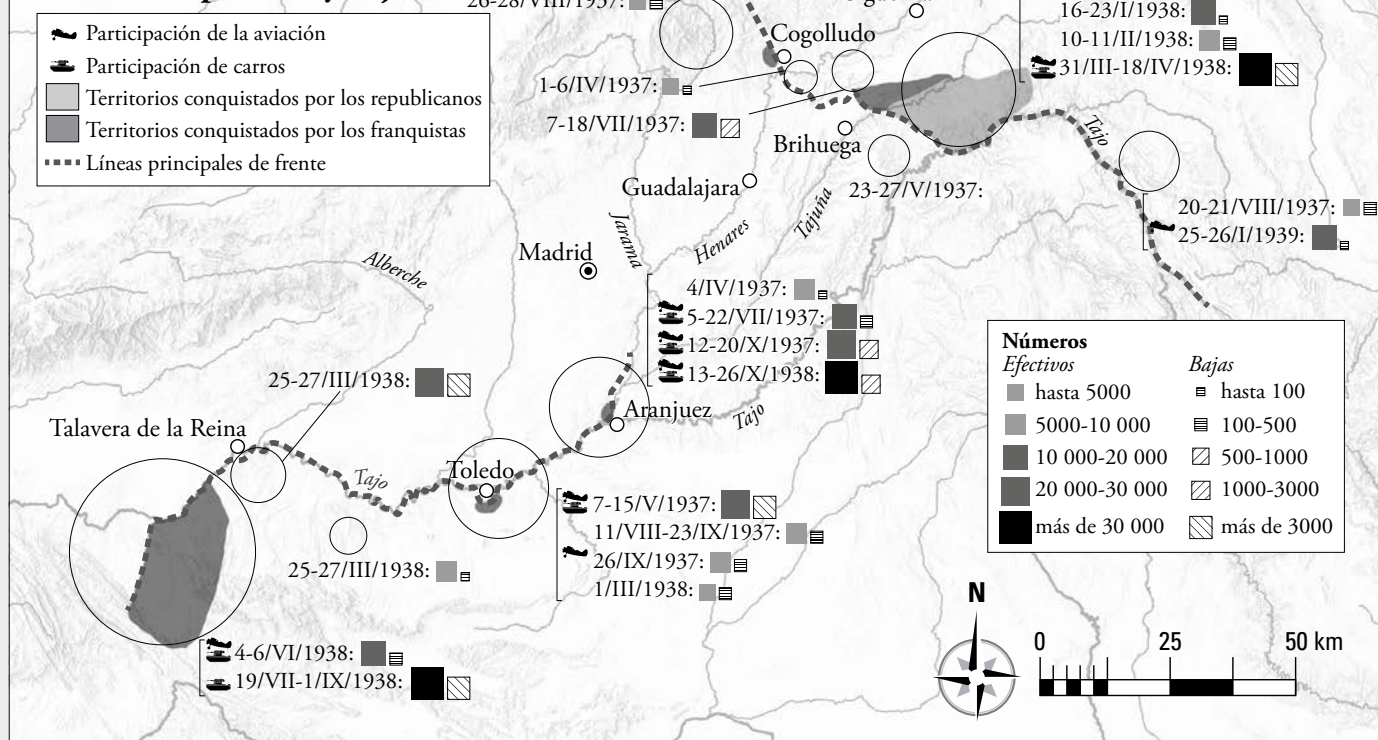 26-28/VIII/1937:
Participación de la aviación
Participación de carros
Territorios conquistados por los republicanos
Territorios conquistados por los franquistas
Líneas principales de frente
16-23/I/1938:
10-11/II/1938:
31/III-18/IV/1938:
Cogolludo
1-6/IV/1937:
7-18/VII/1937:
Brihuega
Tajo
Guadalajara
23-27/V/1937:
20-21/VIII/1937:
25-26/I/1939:
Jarama
Henares
Tajuña
Madrid
Alberche
4/IV/1937:
5-22/VII/1937:
12-20/X/1937:
13-26/X/1938:
Números
Efectivos
Bajas
hasta 5000
hasta 100
5000-10 000
100-500
10 000-20 000
500-1000
20 000-30 000
1000-3000
más de 30 000
más de 3000
25-27/III/1938:
Aranjuez
Tajo
Talavera de la Reina
Tajo
Toledo
7-15/V/1937:
11/VIII-23/IX/1937:
26/IX/1937:
1/III/1938:
25-27/III/1938:
4-6/VI/1938:
19/VII-1/IX/1938:
N
0 25 50 km